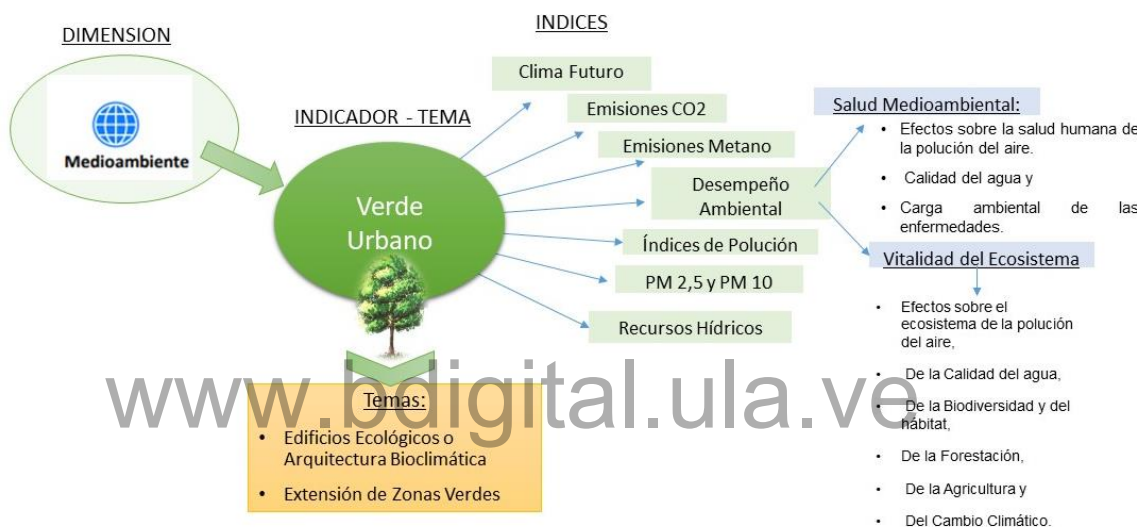 DIMENSION
Medioambiente
INDICADOR - TEMA
Verde
Urbano
INDICES
Clima Futuro
Emisiones CO2
Emisiones Metano
Desempeño
Ambiental
Índices de Polución
PM 2,5 y PM 10
Recursos Hídricos
Salud Medioambiental:
• Efectos sobre la salud humana de
la polución del aire.
• Calidad del agua y
• Carga ambiental de las
enfermedades.
Vitalidad del Ecosistema
• Efectos sobre el
ecosistema de la polución
del aire,
• De la Calidad del agua,
• De la Biodiversidad y del
hábitat,
• De la Forestación,
• De la Agricultura y
• Del Cambio Climático.
Temas:
• Edificios Ecológicos o
Arquitectura Bioclimática
• Extensión de Zonas Verdes
www.bdigital.ula.ve